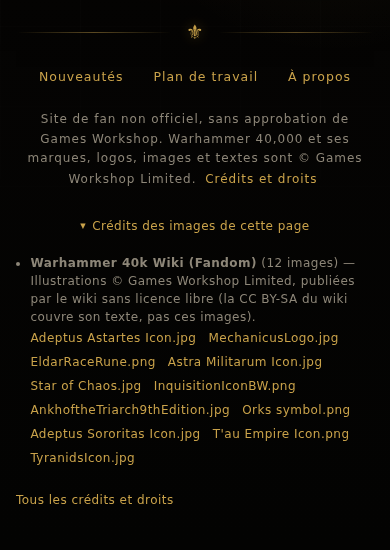 Nouveautés Plan de travail À propos
Site de fan non officiel, sans approbation de
Games Workshop. Warhammer 40,000 et ses
marques, logos, images et textes sont © Games
Workshop Limited. Crédits et droits
▾ Crédits des images de cette page
• Warhammer 40k Wiki (Fandom) (12 images) —
Illustrations © Games Workshop Limited, publiées
par le wiki sans licence libre (la CC BY-SA du wiki
couvre son texte, pas ces images).
Adeptus Astartes Icon.jpg MechanicusLogo.jpg
EldarRaceRune.png Astra Militarum Icon.jpg
Star of Chaos.jpg InquisitionIconBW.png
AnkhoftheTriarch9thEdition.jpg Orks symbol.png
Adeptus Sororitas Icon.jpg T'au Empire Icon.png
TyranidsIcon.jpg
Tous les crédits et droits